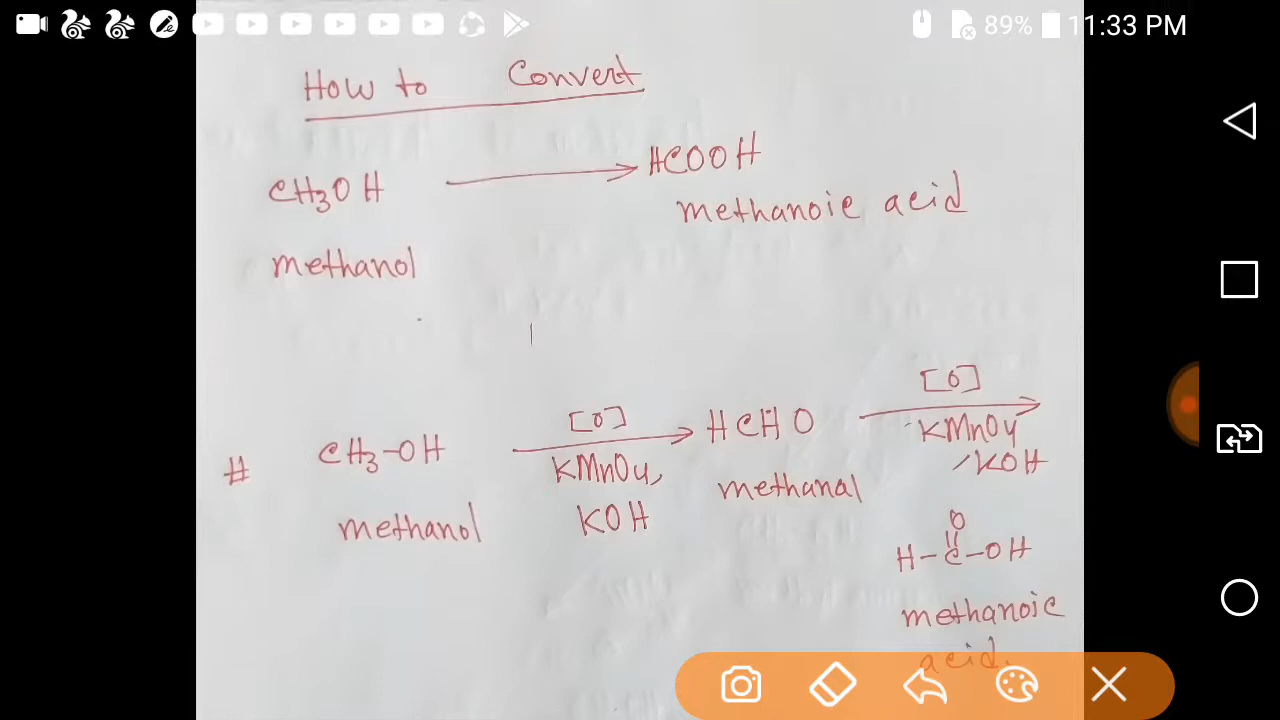 89% 11:33 PM
How to Convert
CH3OH → HCOOH
methanol methanoic acid
# CH3-OH [O] KMnO4, KOH → HCHO [O] KMnO4/KOH →
methanol methanal
O
||
H-C-OH
methanoic
acid.